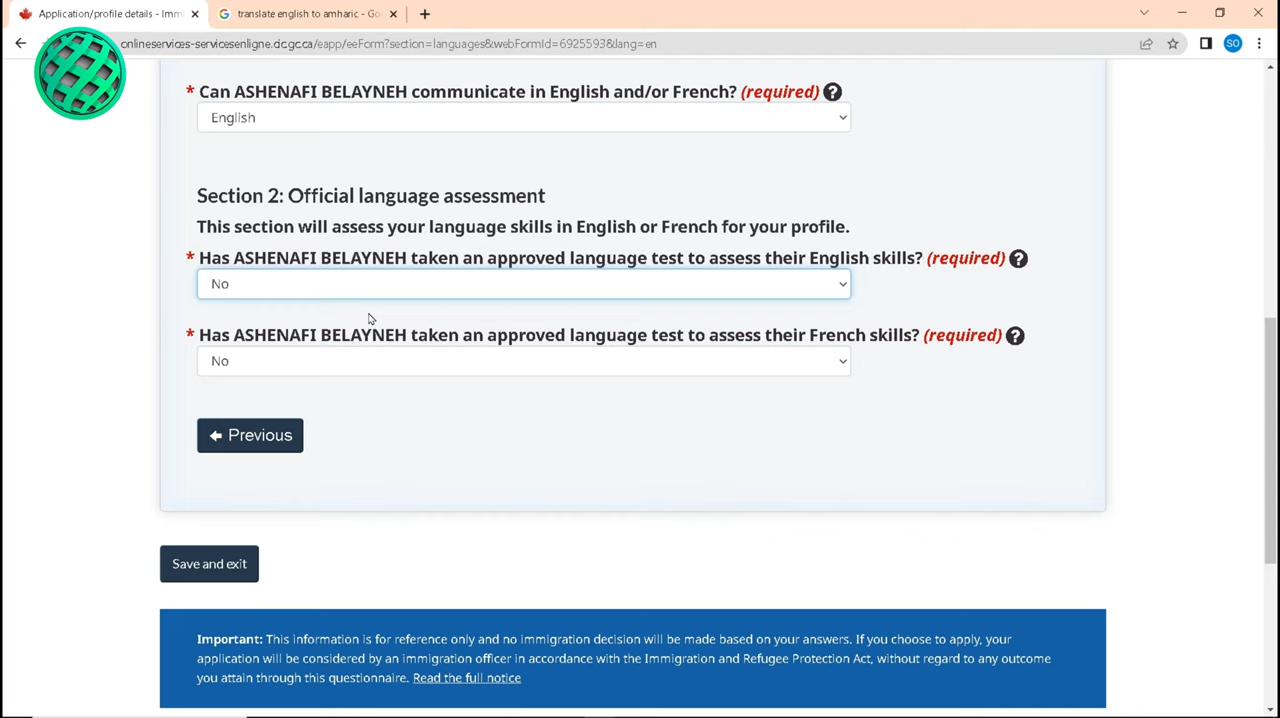 Application/profile details - Immi
translate english to amharic - Go
onlineservices-servicesenligne.cic.gc.ca/eapp/eeForm?section=languages&webFormId=6925593&lang=en
SO
* Can ASHENAFI BELAYNEH communicate in English and/or French? (required) ?
English
Section 2: Official language assessment
This section will assess your language skills in English or French for your profile.
* Has ASHENAFI BELAYNEH taken an approved language test to assess their English skills? (required) ?
No
* Has ASHENAFI BELAYNEH taken an approved language test to assess their French skills? (required) ?
No
Previous
Save and exit
Important: This information is for reference only and no immigration decision will be made based on your answers. If you choose to apply, your
application will be considered by an immigration officer in accordance with the Immigration and Refugee Protection Act, without regard to any outcome
you attain through this questionnaire. Read the full notice